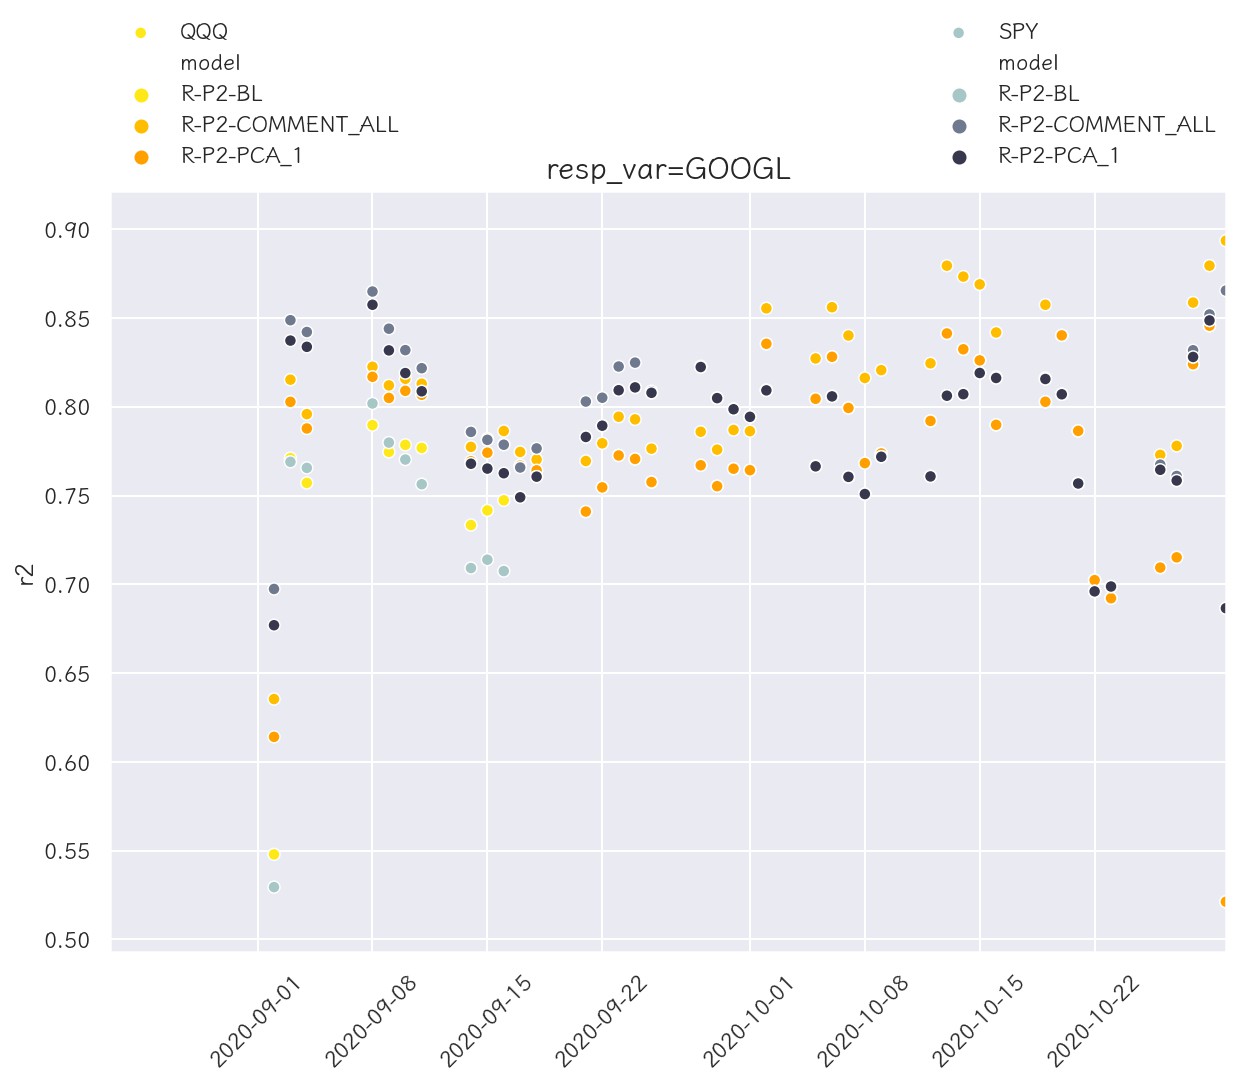 QQQ
model
R-P2-BL
R-P2-COMMENT_ALL
R-P2-PCA_1
SPY
model
R-P2-BL
R-P2-COMMENT_ALL
R-P2-PCA_1
resp_var=GOOGL
0.90
0.85
0.80
0.75
0.70
0.65
0.60
0.55
0.50
r2
2020-09-01
2020-09-08
2020-09-15
2020-09-22
2020-10-01
2020-10-08
2020-10-15
2020-10-22